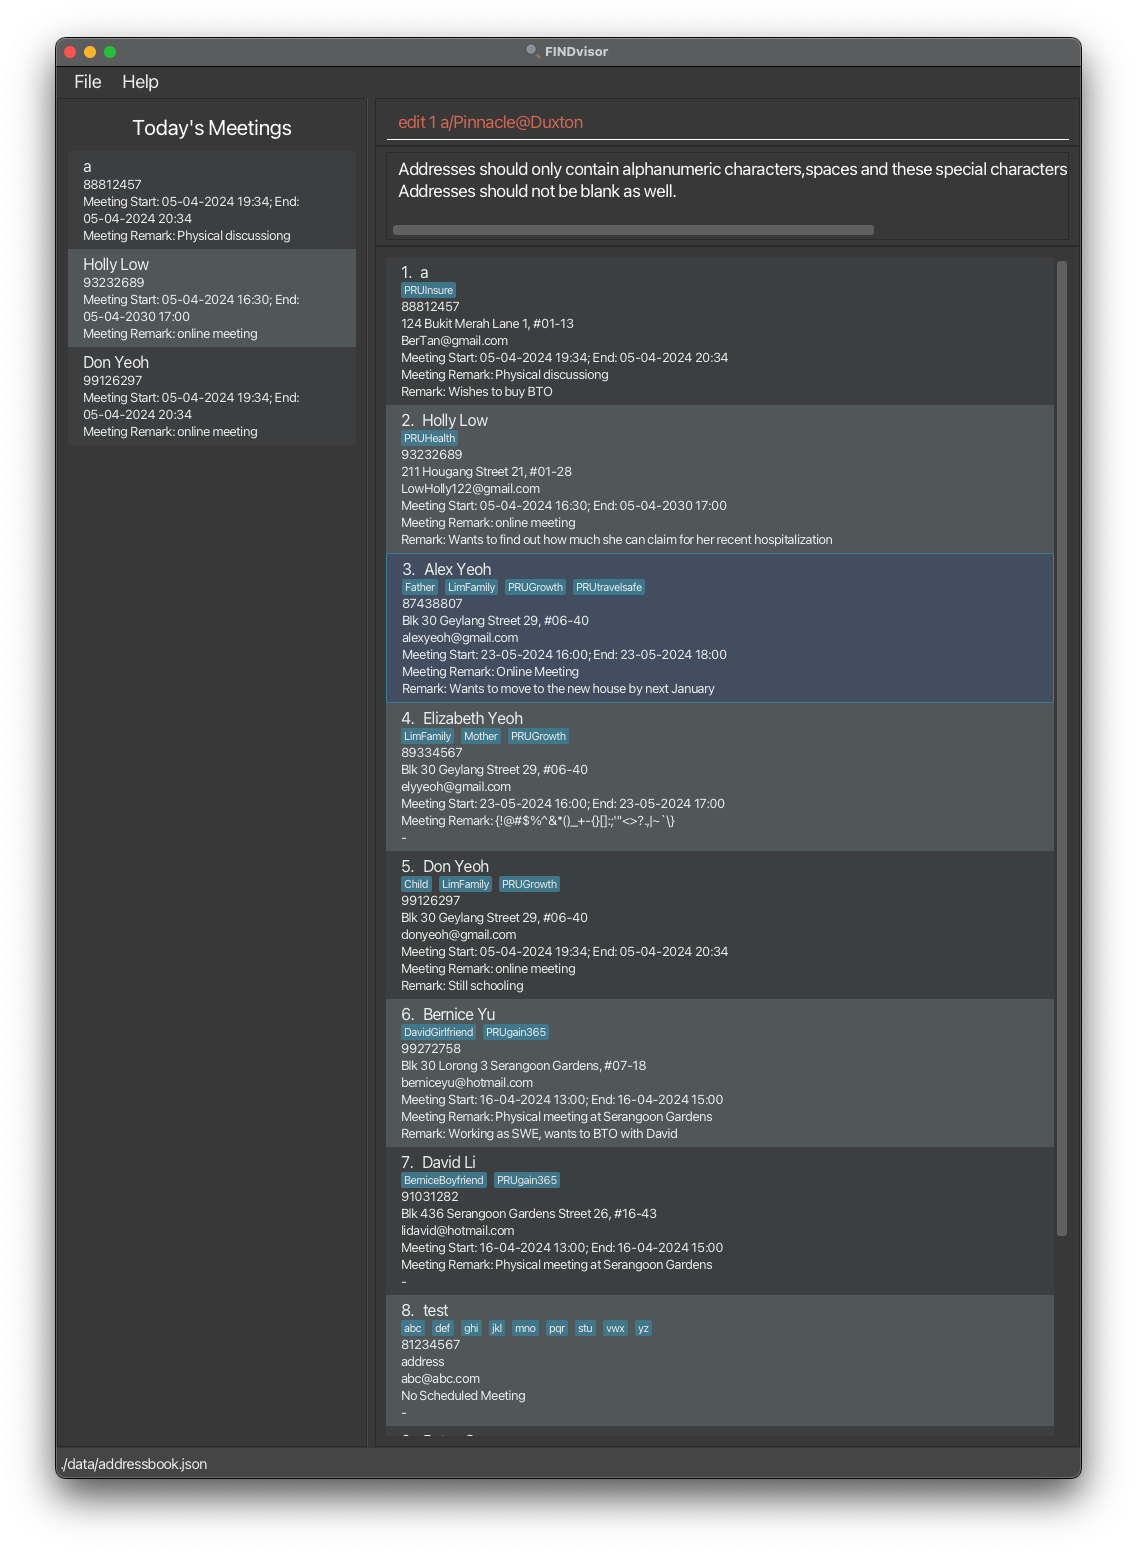 FINDvisor
File Help
Today's Meetings
a
88812457
Meeting Start: 05-04-2024 19:34; End:
05-04-2024 20:34
Meeting Remark: Physical discussiong
Holly Low
93232689
Meeting Start: 05-04-2024 16:30; End:
05-04-2030 17:00
Meeting Remark: online meeting
Don Yeoh
99126297
Meeting Start: 05-04-2024 19:34; End:
05-04-2024 20:34
Meeting Remark: online meeting
edit 1 a/Pinnacle@Duxton
Addresses should only contain alphanumeric characters,spaces and these special characters
Addresses should not be blank as well.
1. a
PRUInsure
88812457
124 Bukit Merah Lane 1, #01-13
BerTan@gmail.com
Meeting Start: 05-04-2024 19:34; End: 05-04-2024 20:34
Meeting Remark: Physical discussiong
Remark: Wishes to buy BTO
2. Holly Low
PRUHealth
93232689
211 Hougang Street 21, #01-28
LowHolly122@gmail.com
Meeting Start: 05-04-2024 16:30; End: 05-04-2030 17:00
Meeting Remark: online meeting
Remark: Wants to find out how much she can claim for her recent hospitalization
3. Alex Yeoh
Father LimFamily PRUGrowth PRUtravelsafe
87438807
Blk 30 Geylang Street 29, #06-40
alexyeoh@gmail.com
Meeting Start: 23-05-2024 16:00; End: 23-05-2024 18:00
Meeting Remark: Online Meeting
Remark: Wants to move to the new house by next January
4. Elizabeth Yeoh
LimFamily Mother PRUGrowth
89334567
Blk 30 Geylang Street 29, #06-40
elyyeoh@gmail.com
Meeting Start: 23-05-2024 16:00; End: 23-05-2024 17:00
Meeting Remark: {!@#$%^&*()_+-{}[]:;'"<>?.,|~`\}
-
5. Don Yeoh
Child LimFamily PRUGrowth
99126297
Blk 30 Geylang Street 29, #06-40
donyeoh@gmail.com
Meeting Start: 05-04-2024 19:34; End: 05-04-2024 20:34
Meeting Remark: online meeting
Remark: Still schooling
6. Bernice Yu
DavidGirlfriend PRUgain365
99272758
Blk 30 Lorong 3 Serangoon Gardens, #07-18
berniceyu@hotmail.com
Meeting Start: 16-04-2024 13:00; End: 16-04-2024 15:00
Meeting Remark: Physical meeting at Serangoon Gardens
Remark: Working as SWE, wants to BTO with David
7. David Li
BerniceBoyfriend PRUgain365
91031282
Blk 436 Serangoon Gardens Street 26, #16-43
lidavid@hotmail.com
Meeting Start: 16-04-2024 13:00; End: 16-04-2024 15:00
Meeting Remark: Physical meeting at Serangoon Gardens
-
8. test
abc def ghi jkl mno pqr stu vwx yz
81234567
address
abc@abc.com
No Scheduled Meeting
-
./data/addressbook.json